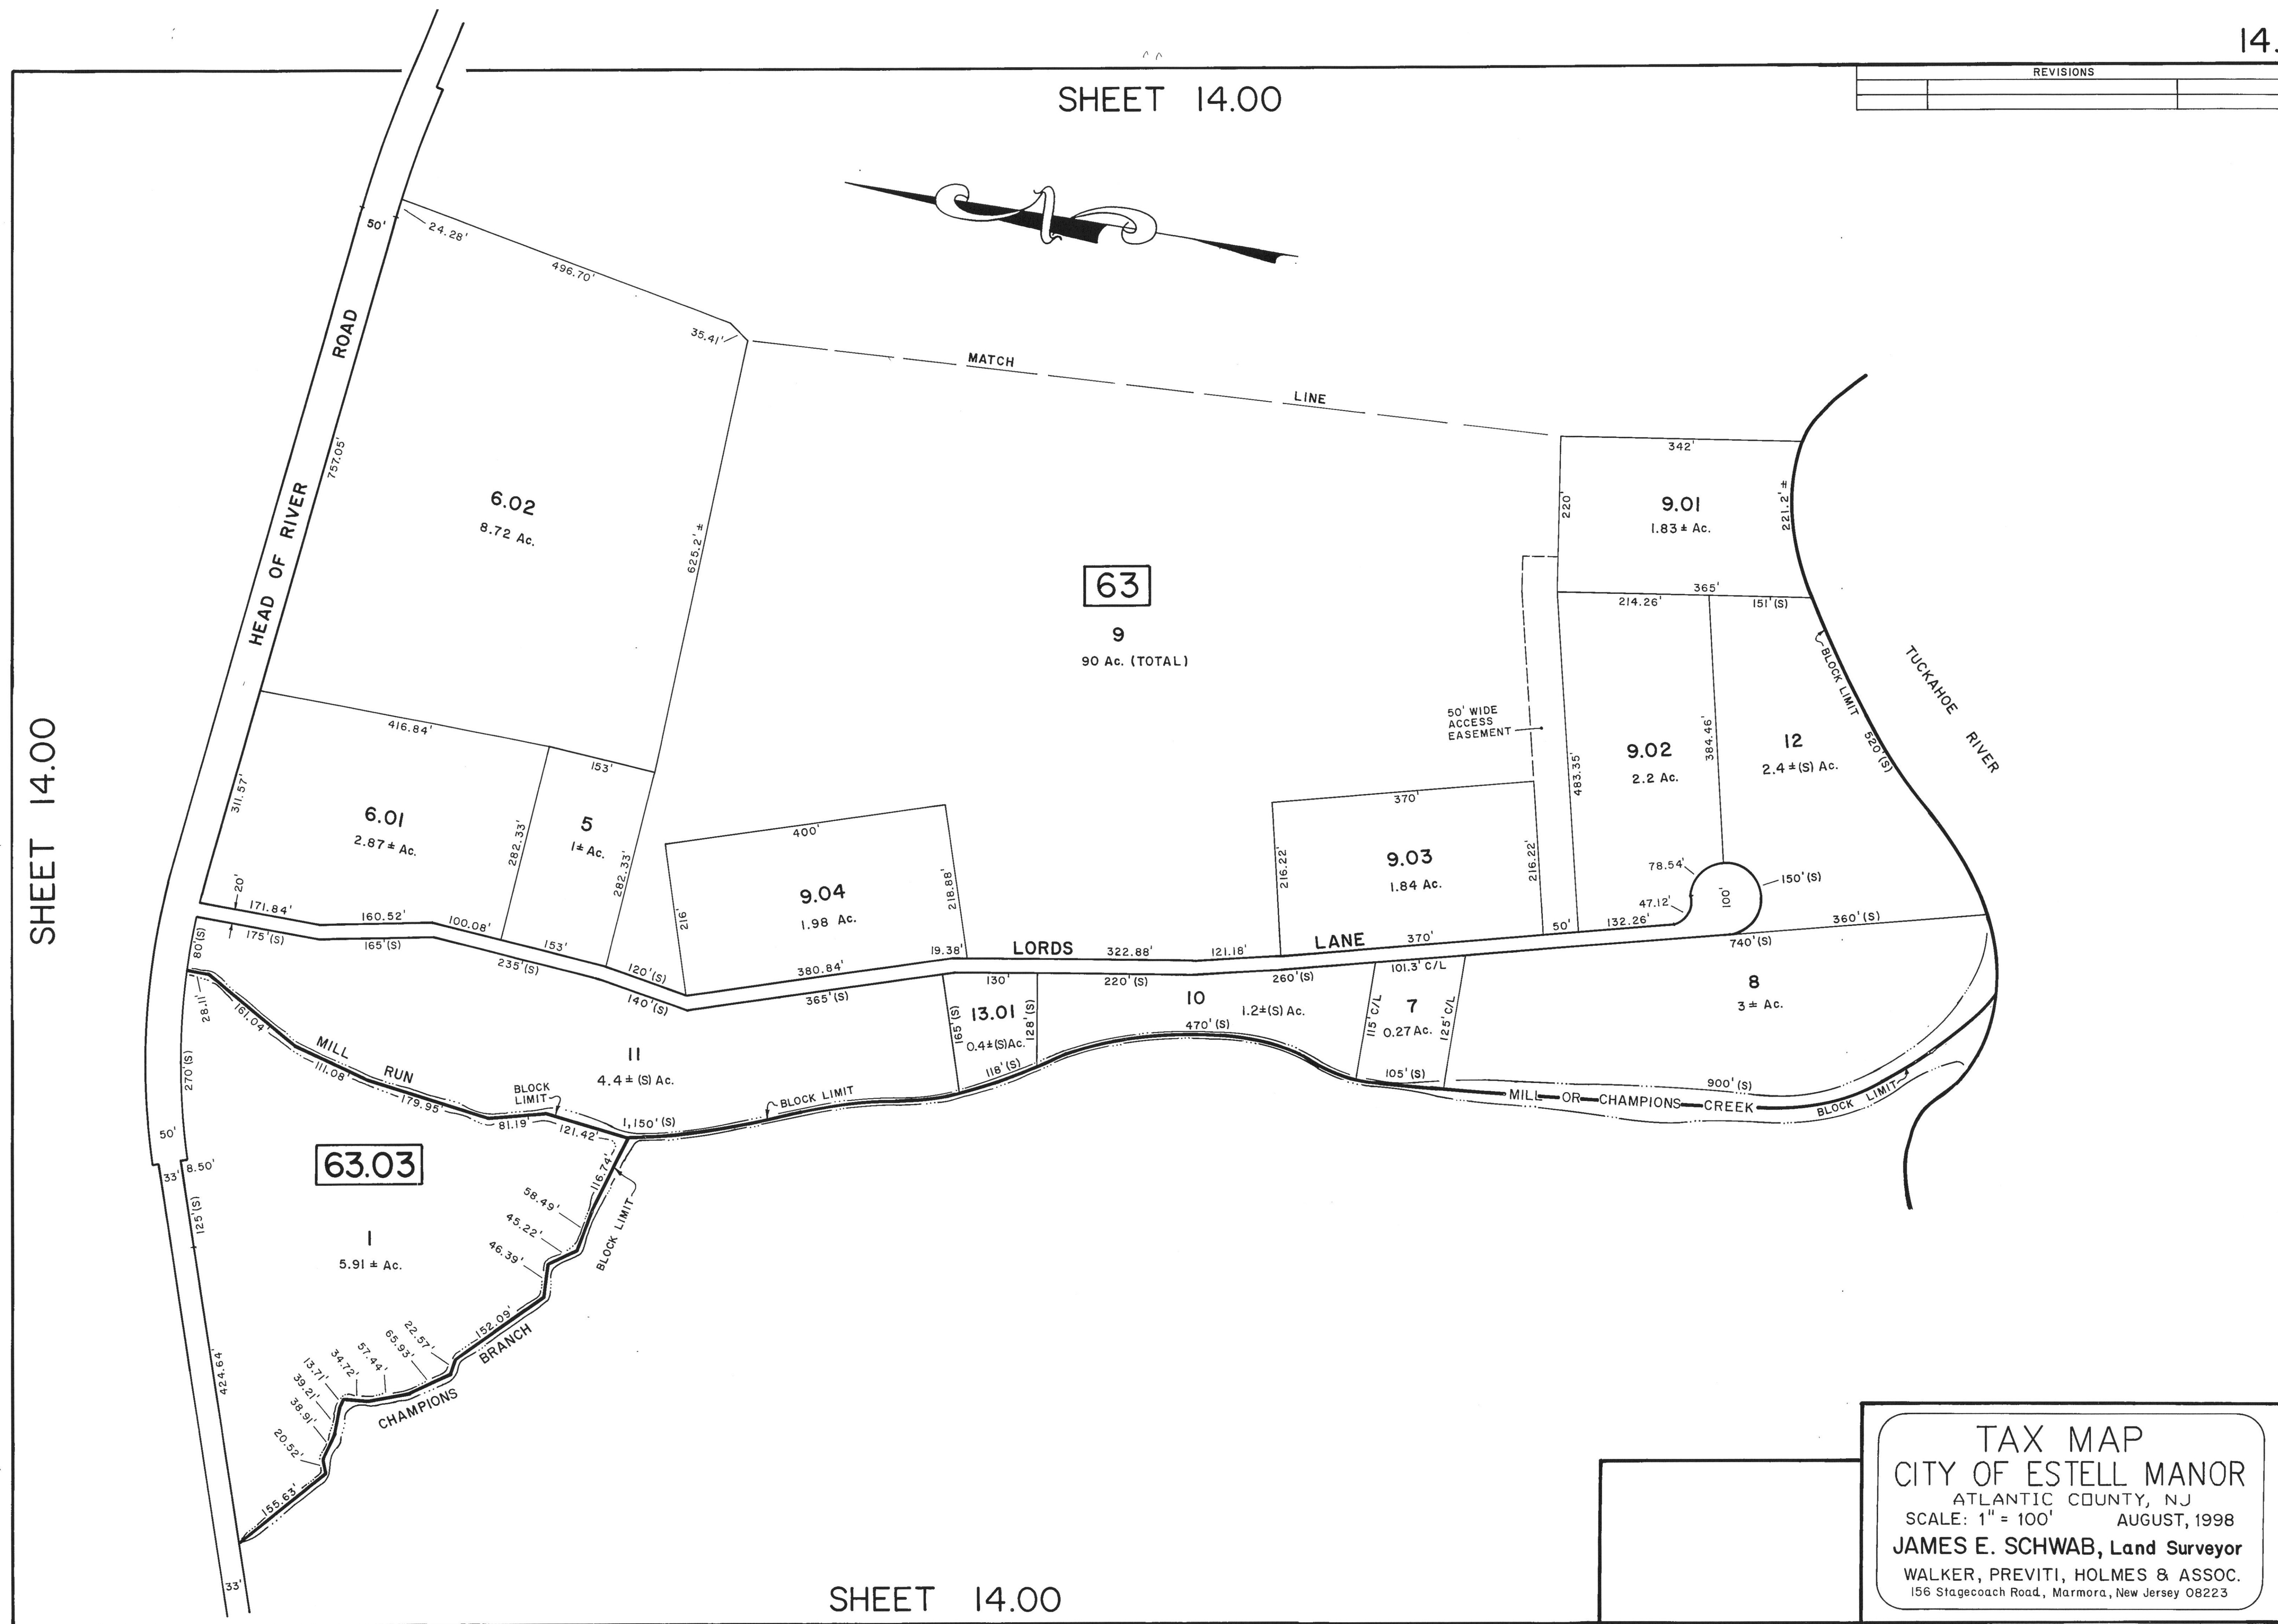 14.
REVISIONS
SHEET 14.00
50'
24.28'
496.70'
35.41'
HEAD OF RIVER ROAD
757.05'
MATCH LINE
6.02
8.72 Ac.
625.2' ±
63
9
90 Ac. (TOTAL)
342'
220'
9.01
1.83 ± Ac.
221.2' ±
365'
214.26'
151' (S)
BLOCK LIMIT
TUCKAHOE RIVER
520' (S)
50' WIDE
ACCESS
EASEMENT
483.35'
9.02
2.2 Ac.
384.46'
12
2.4 ± (S) Ac.
SHEET 14.00
416.84'
153'
311.57'
6.01
2.87 ± Ac.
282.33'
5
1 ± Ac.
282.33'
400'
9.04
1.98 Ac.
216'
218.88'
370'
216.22'
9.03
1.84 Ac.
216.22'
78.54'
47.12'
100'
150' (S)
20'
171.84'
160.52'
100.08'
153'
120' (S)
380.84'
19.38'
LORDS LANE
322.88'
121.18'
370'
50'
132.26'
360' (S)
80' (S)
175' (S)
165' (S)
235' (S)
140' (S)
365' (S)
130'
220' (S)
260' (S)
101.3' C/L
740' (S)
28.11'
161.04'
MILL RUN
111.08'
179.95'
81.19'
121.42'
BLOCK
LIMIT
11
4.4 ± (S) Ac.
1,150' (S)
BLOCK LIMIT
165' (S)
13.01
0.4 ± (S) Ac.
128' (S)
118' (S)
10
1.2 ± (S) Ac.
470' (S)
115' C/L
7
0.27 Ac.
125' C/L
105' (S)
8
3 ± Ac.
900' (S)
MILL OR CHAMPIONS CREEK
BLOCK LIMIT
270' (S)
50'
33'
8.50'
125' (S)
63.03
1
5.91 ± Ac.
116.74'
BLOCK LIMIT
58.49'
45.22'
46.39'
152.09'
22.57'
65.93'
57.44'
34.72'
13.71'
39.21'
38.91'
20.52'
155.63'
CHAMPIONS BRANCH
424.64'
33'
SHEET 14.00
TAX MAP
CITY OF ESTELL MANOR
ATLANTIC COUNTY, NJ
SCALE: 1" = 100' AUGUST, 1998
JAMES E. SCHWAB, Land Surveyor
WALKER, PREVITI, HOLMES & ASSOC.
156 Stagecoach Road, Marmora, New Jersey 08223